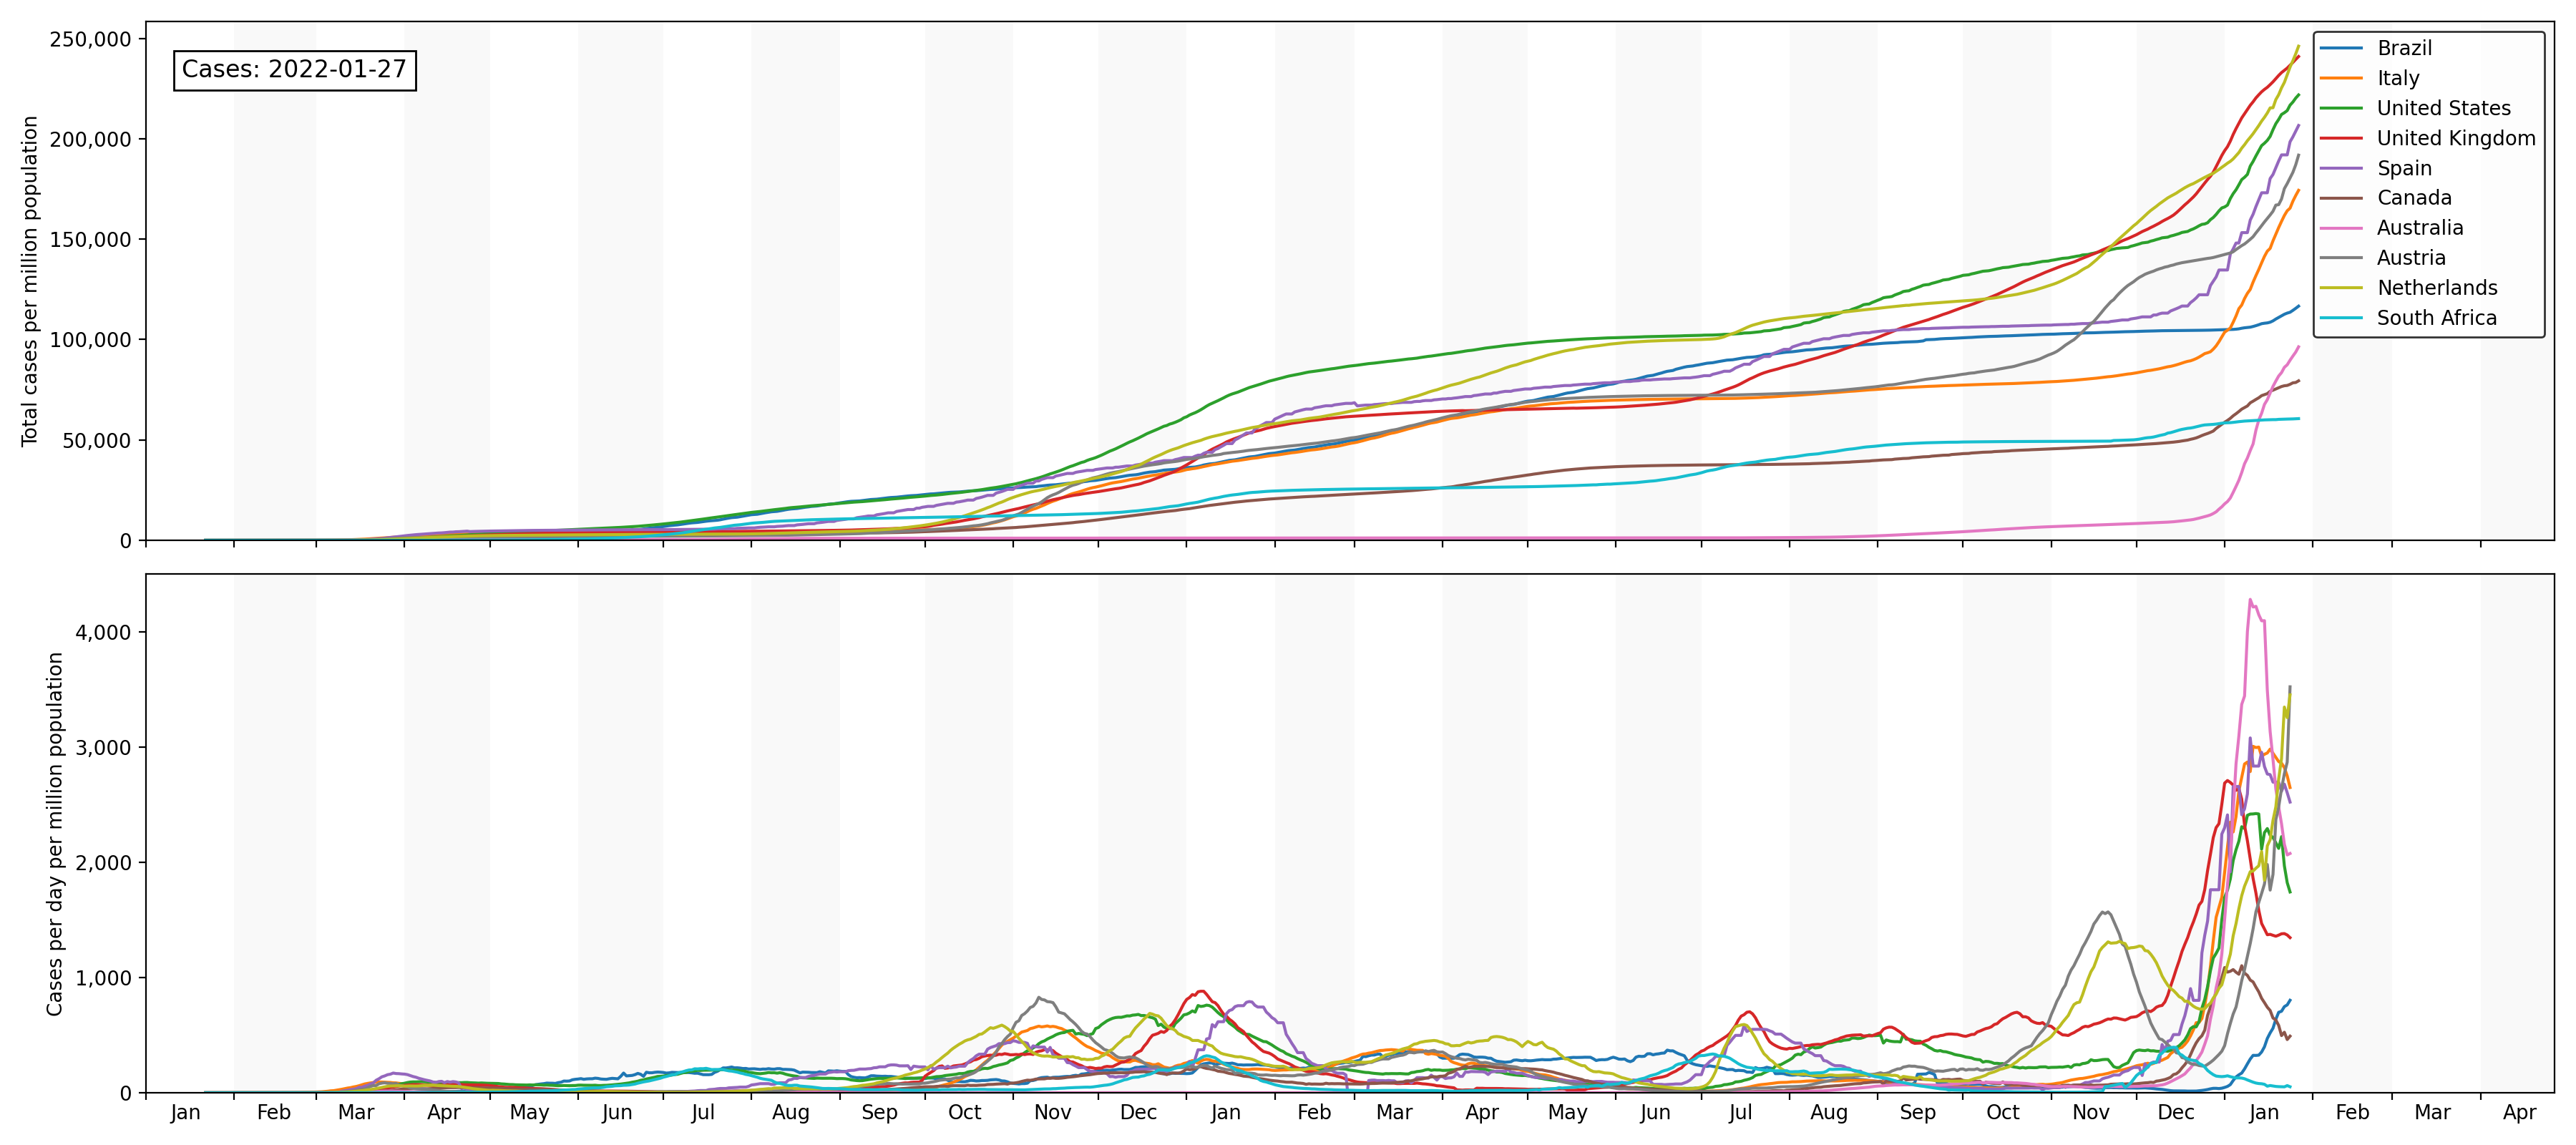 Total cases per million population
250,000
200,000
150,000
100,000
50,000
0
Cases: 2022-01-27
Brazil
Italy
United States
United Kingdom
Spain
Canada
Australia
Austria
Netherlands
South Africa
Cases per day per million population
4,000
3,000
2,000
1,000
0
Jan Feb Mar Apr May Jun Jul Aug Sep Oct Nov Dec Jan Feb Mar Apr May Jun Jul Aug Sep Oct Nov Dec Jan Feb Mar Apr